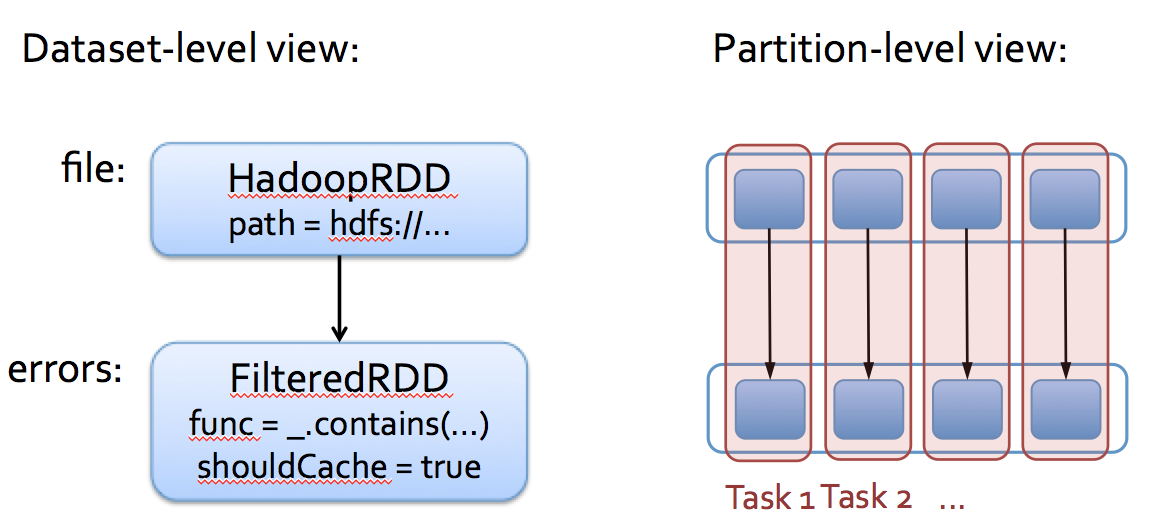 Dataset-level view:
Partition-level view:
file:
HadoopRDD
path = hdfs://...
errors:
FilteredRDD
func = _.contains(...)
shouldCache = true
Task 1 Task 2 ...